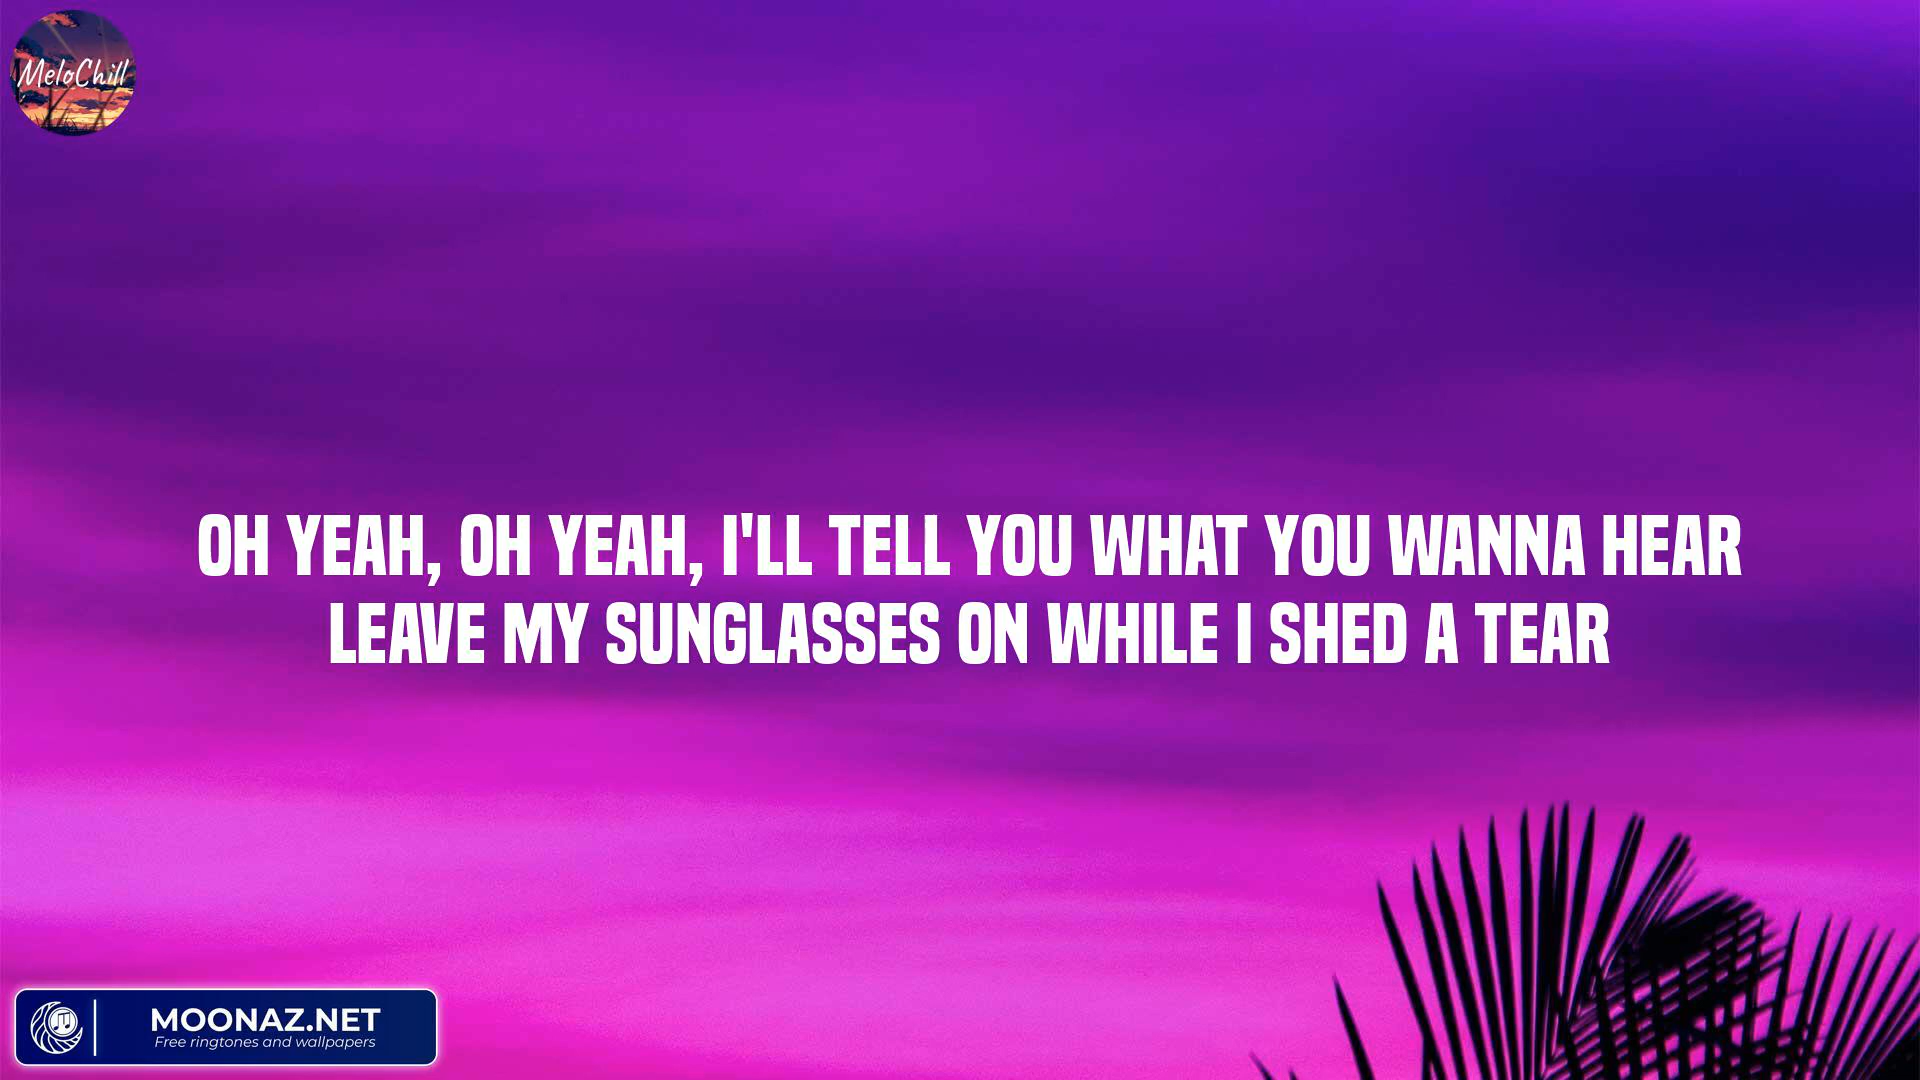 MeloChill
OH YEAH, OH YEAH, I'LL TELL YOU WHAT YOU WANNA HEAR
LEAVE MY SUNGLASSES ON WHILE I SHED A TEAR
MOONAZ.NET
Free ringtones and wallpapers